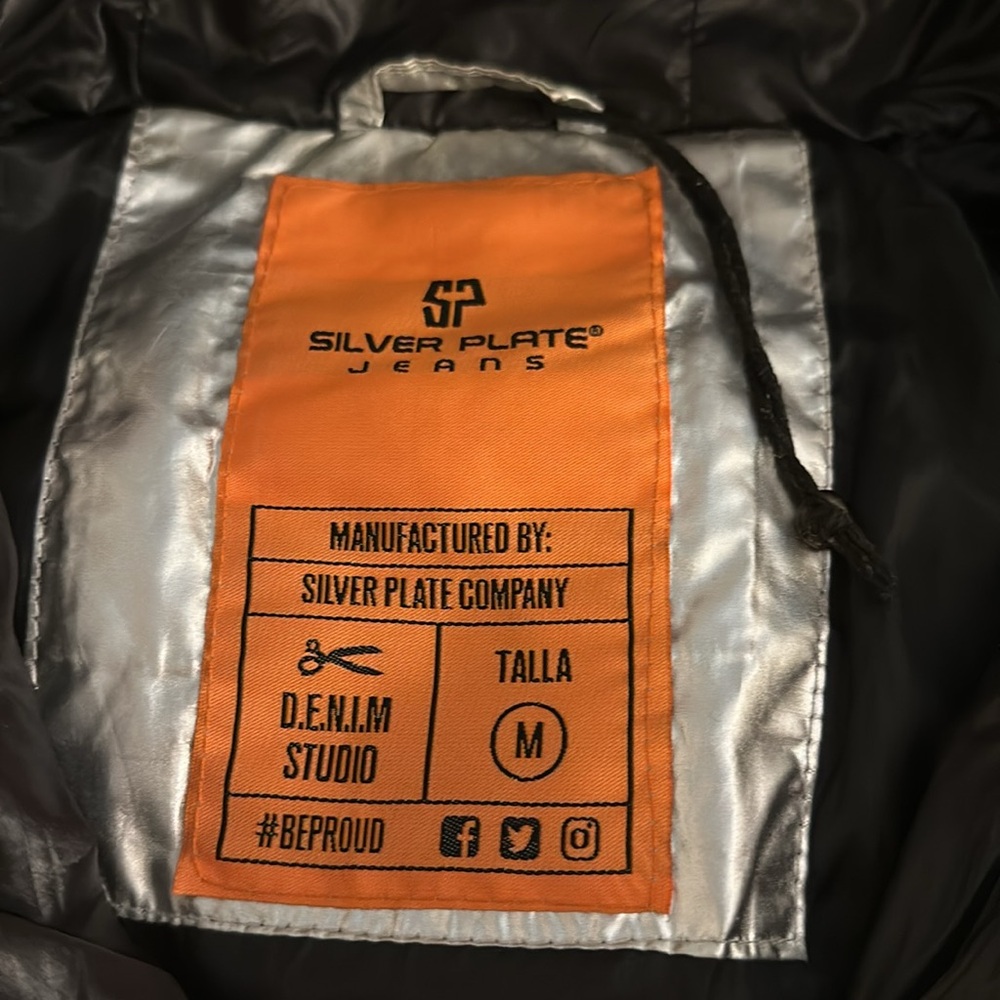 SP
SILVER PLATE®
JEANS
MANUFACTURED BY:
SILVER PLATE COMPANY
D.E.N.I.M
STUDIO
TALLA
M
#BEPROUD